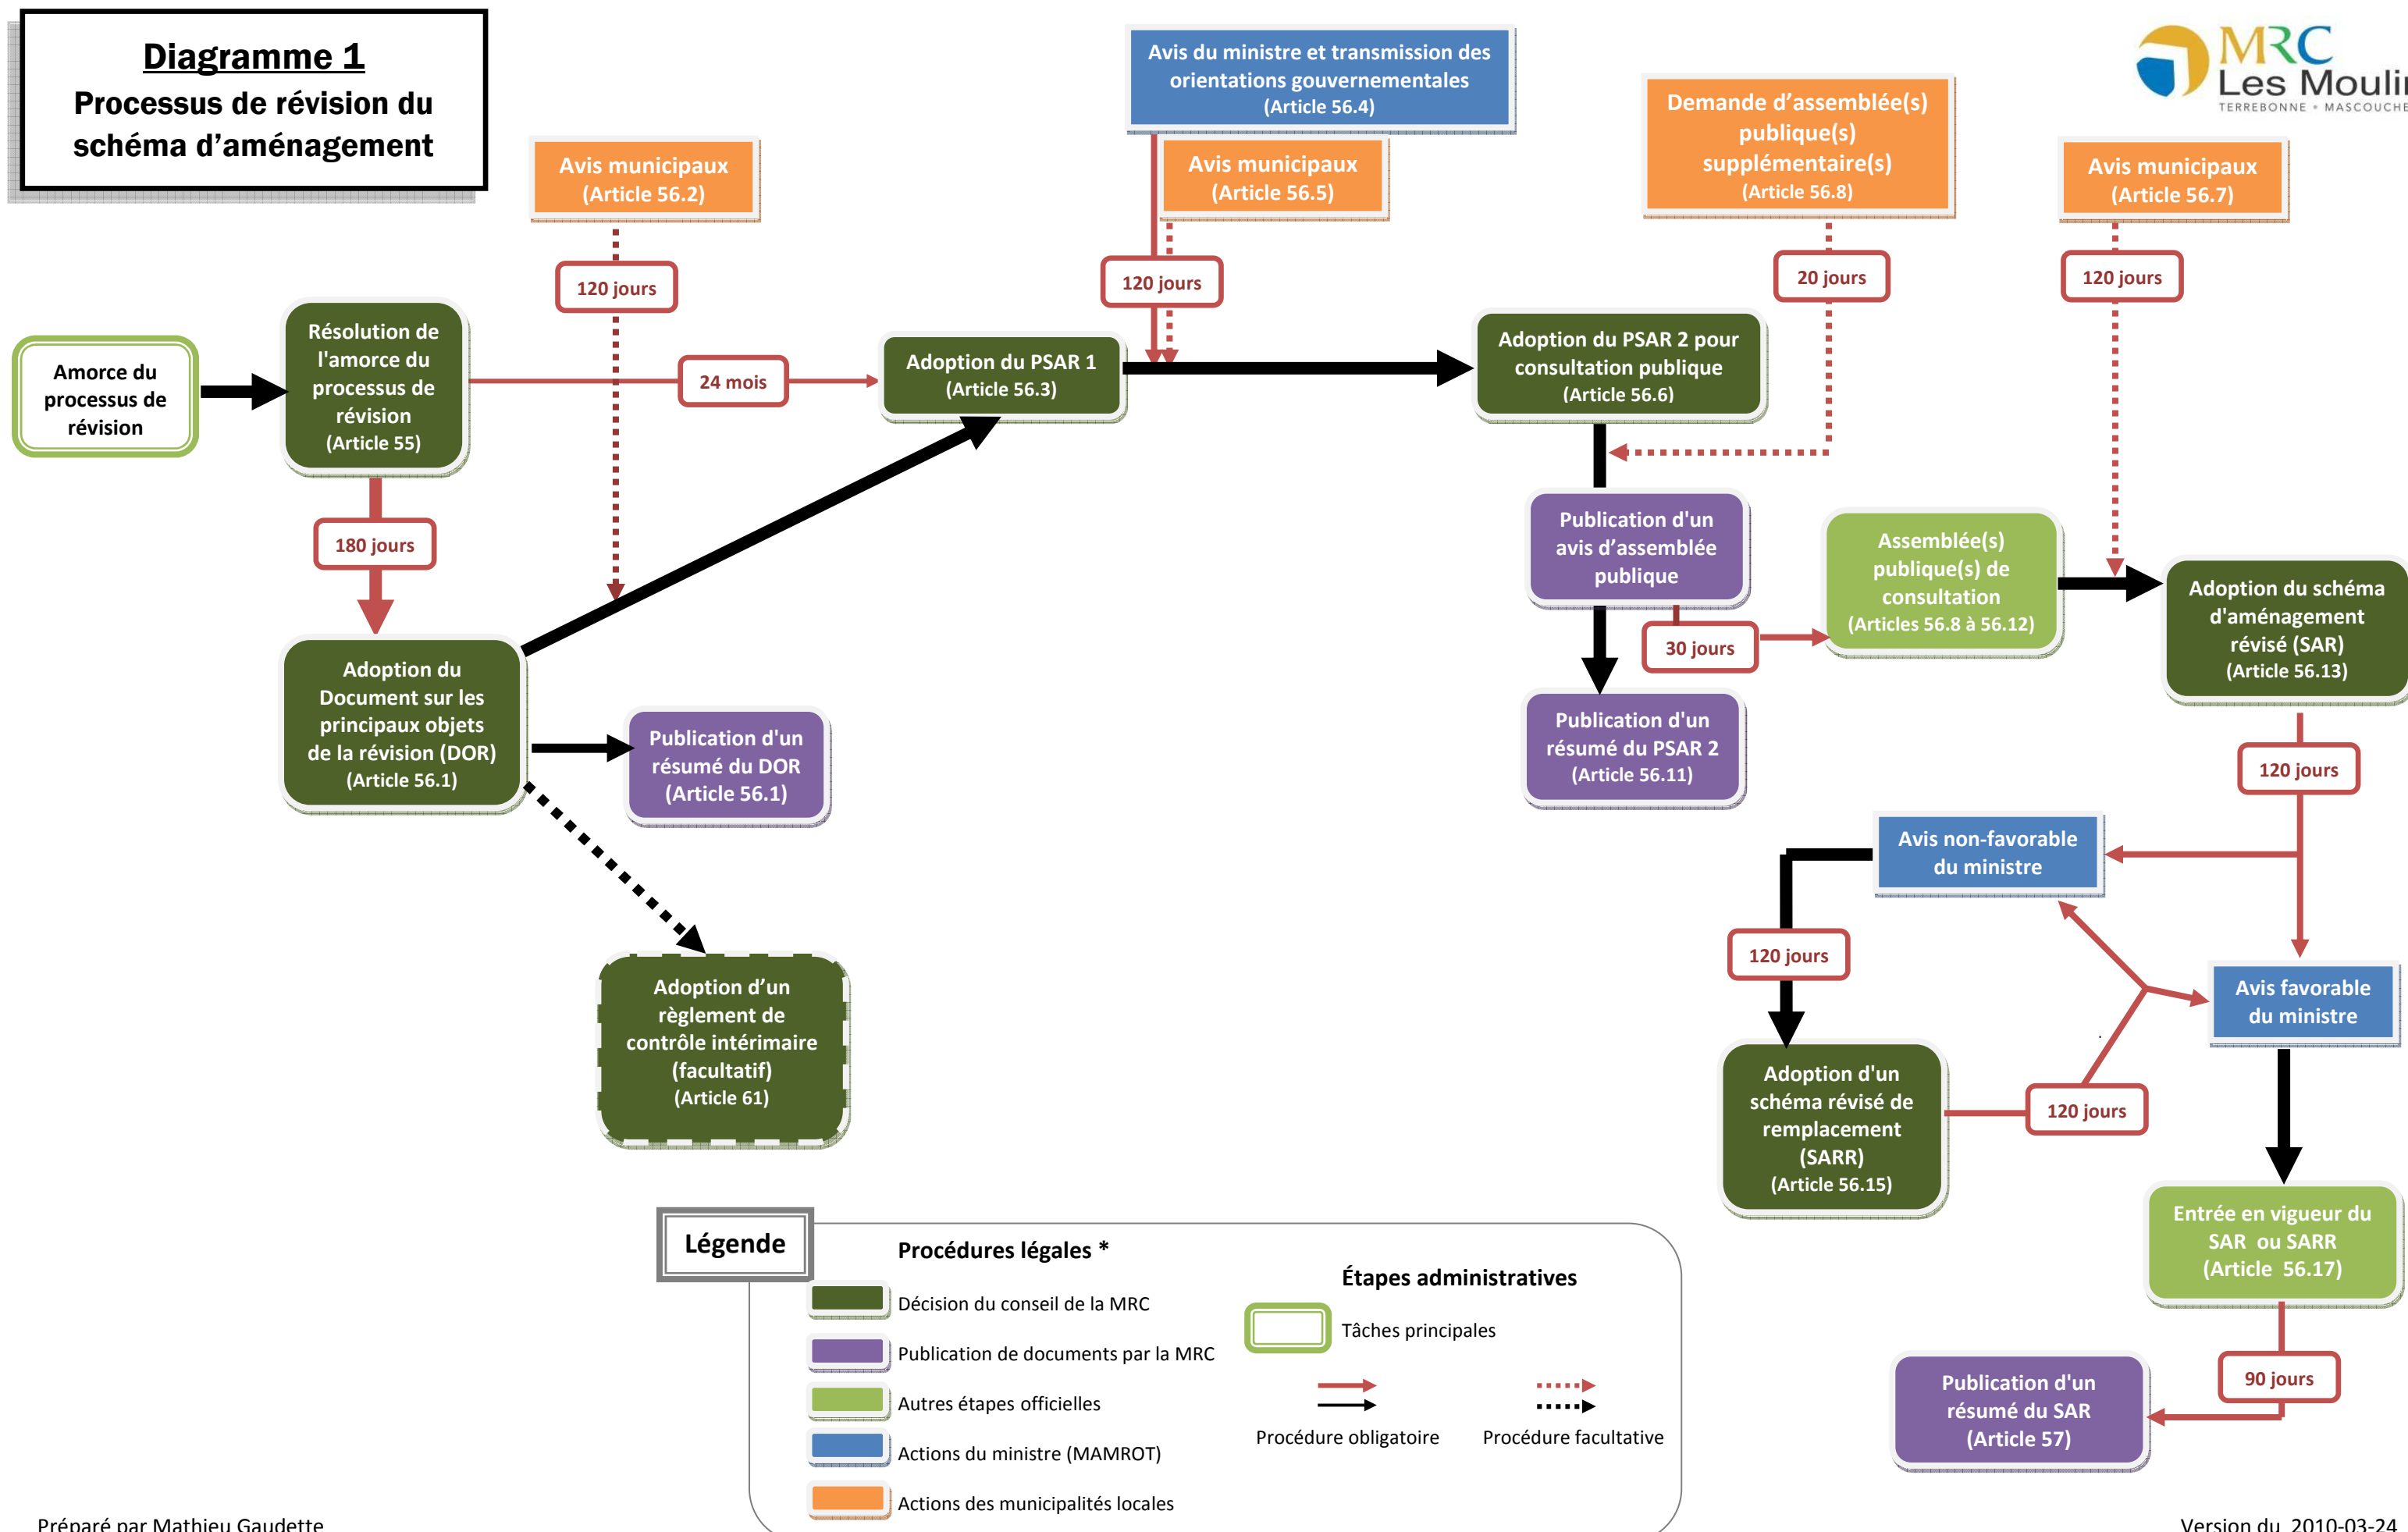 Diagramme 1
Processus de révision du
schéma d'aménagement
MRC
Les Moulin
TERREBONNE • MASCOUCHE
Avis du ministre et transmission des
orientations gouvernementales
(Article 56.4)
Demande d'assemblée(s)
publique(s)
supplémentaire(s)
(Article 56.8)
Avis municipaux
(Article 56.2)
Avis municipaux
(Article 56.5)
Avis municipaux
(Article 56.7)
120 jours
120 jours
20 jours
120 jours
Amorce du
processus de
révision
Résolution de
l'amorce du
processus de
révision
(Article 55)
24 mois
Adoption du PSAR 1
(Article 56.3)
Adoption du PSAR 2 pour
consultation publique
(Article 56.6)
180 jours
Publication d'un
avis d'assemblée
publique
30 jours
Assemblée(s)
publique(s) de
consultation
(Articles 56.8 à 56.12)
Adoption du schéma
d'aménagement
révisé (SAR)
(Article 56.13)
Adoption du
Document sur les
principaux objets
de la révision (DOR)
(Article 56.1)
Publication d'un
résumé du DOR
(Article 56.1)
Publication d'un
résumé du PSAR 2
(Article 56.11)
120 jours
Avis non-favorable
du ministre
120 jours
Avis favorable
du ministre
Adoption d'un
règlement de
contrôle intérimaire
(facultatif)
(Article 61)
Adoption d'un
schéma révisé de
remplacement
(SARR)
(Article 56.15)
120 jours
Entrée en vigueur du
SAR ou SARR
(Article 56.17)
90 jours
Publication d'un
résumé du SAR
(Article 57)
Légende
Procédures légales *
Décision du conseil de la MRC
Publication de documents par la MRC
Autres étapes officielles
Actions du ministre (MAMROT)
Actions des municipalités locales
Étapes administratives
Tâches principales
Procédure obligatoire
Procédure facultative
Préparé par Mathieu Gaudette
Version du 2010-03-24